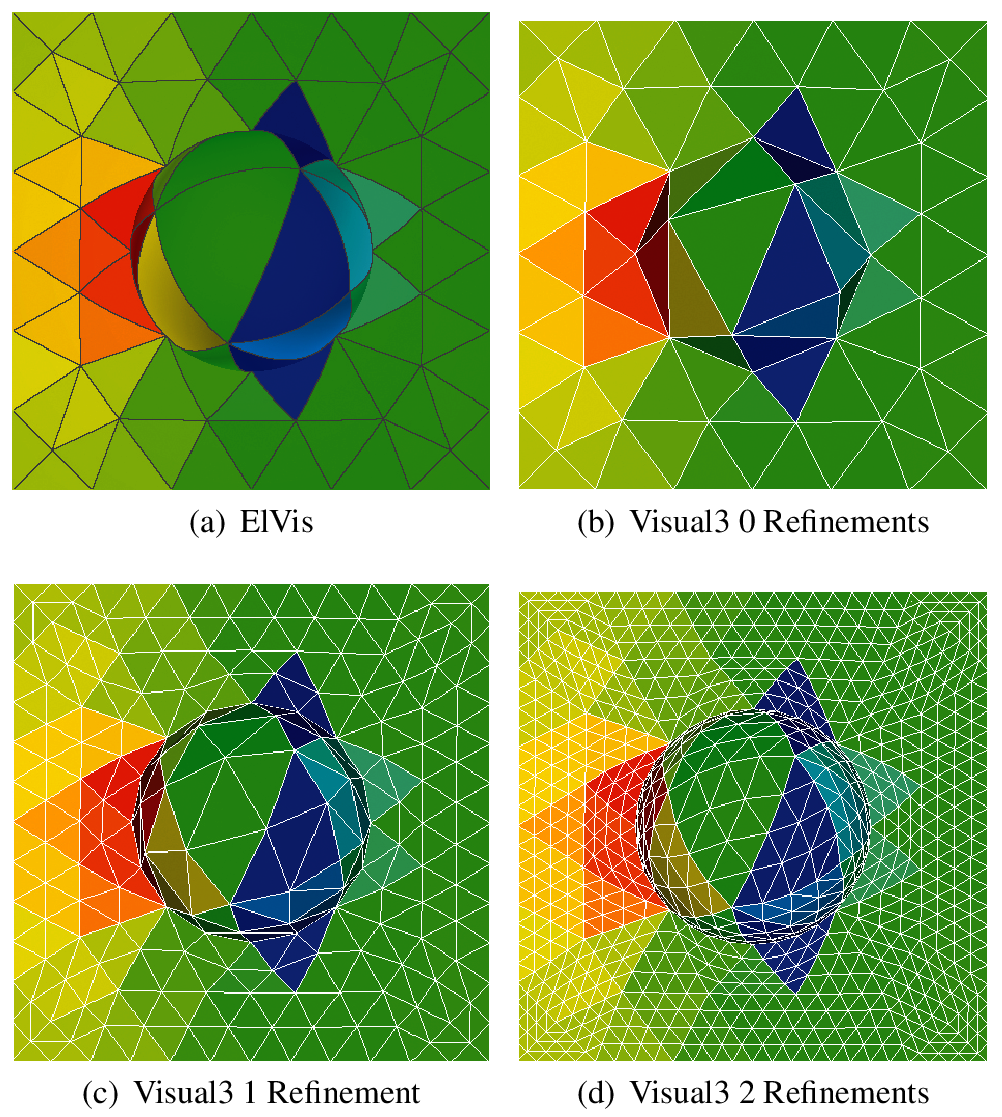 (a) ElVis
(b) Visual3 0 Refinements
(c) Visual3 1 Refinement
(d) Visual3 2 Refinements